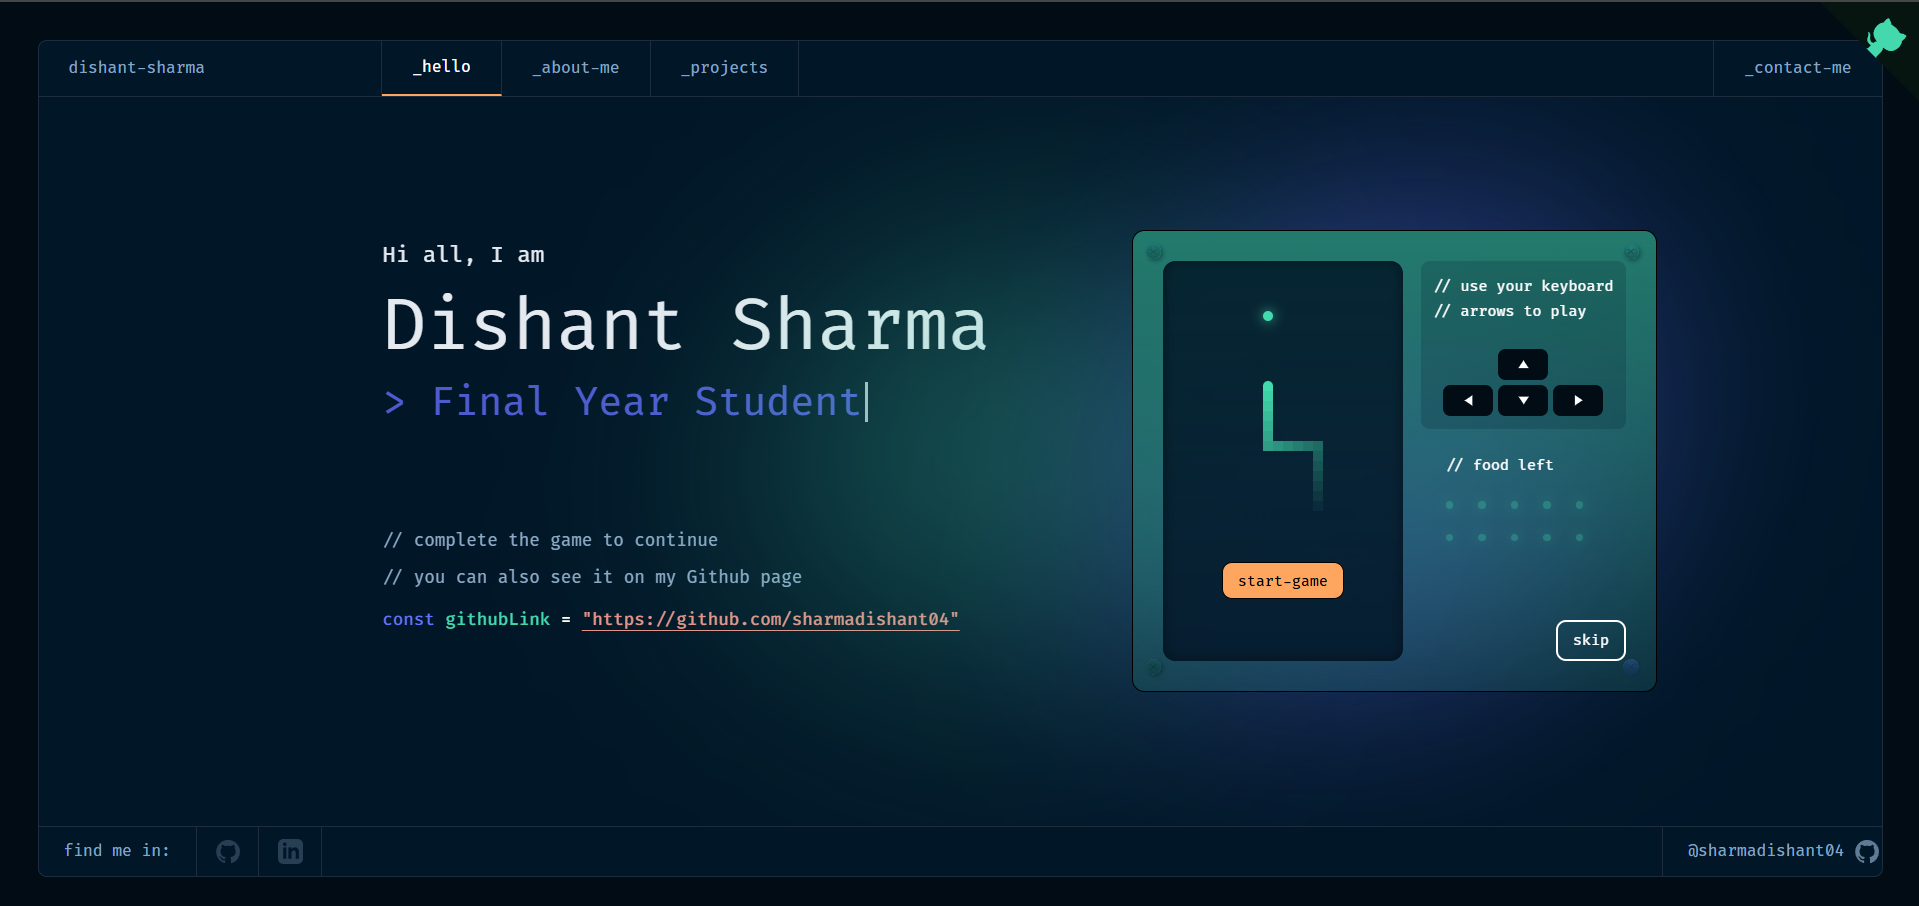 dishant-sharma
_hello
_about-me
_projects
_contact-me
Hi all, I am
Dishant Sharma
> Final Year Student
// complete the game to continue
// you can also see it on my Github page
const githubLink = "https://github.com/sharmadishant04"
// use your keyboard
// arrows to play
// food left
start-game
skip
find me in:
in
@sharmadishant04